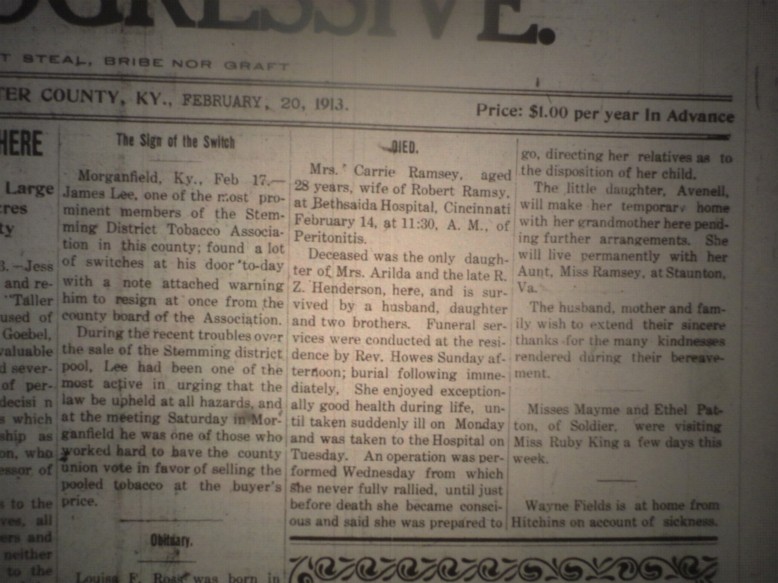 OGRESSIVE.
T STEAL, BRIBE NOR GRAFT
TER COUNTY, KY., FEBRUARY, 20, 1913.
Price: $1.00 per year In Advance
HERE
Large
cres
ty
3.—Jess
and re-
"Taller
used of
Goebel,
valuable
d sever-
of per-
decisi n
s which
ship as
on, who
essor of
s to the
ves, all
ers and
neither
to the
The Sign of the Switch
Morganfield, Ky., Feb 17.—
James Lee, one of the most pro-
minent members of the Stem-
ming District Tobacco Associa-
tion in this county; found a lot
of switches at his door to-day
with a note attached warning
him to resign at once from the
county board of the Association.
During the recent troubles over
the sale of the Stemming district
pool, Lee had been one of the
most active in urging that the
law be upheld at all hazards, and
at the meeting Saturday in Mor-
ganfield he was one of those who
worked hard to have the county
union vote in favor of selling the
pooled tobacco at the buyer's
price.
Obituary.
Louisa F. Rose was born in
DIED.
Mrs. Carrie Ramsey, aged
28 years, wife of Robert Ramsy,
at Bethsaida Hospital, Cincinnati
February 14, at 11:30, A. M., of
Peritonitis.
Deceased was the only daugh-
ter of Mrs. Arilda and the late R.
Z. Henderson, here, and is sur-
vived by a husband, daughter
and two brothers. Funeral ser-
vices were conducted at the resi-
dence by Rev. Howes Sunday af-
ternoon; burial following imme-
diately. She enjoyed exception-
ally good health during life, un-
til taken suddenly ill on Monday
and was taken to the Hospital on
Tuesday. An operation was per-
formed Wednesday from which
she never fully rallied, until just
before death she became consci-
ous and said she was prepared to
go, directing her relatives as to
the disposition of her child.
The little daughter, Avenell,
will make her temporary home
with her grandmother here pend-
ing further arrangements. She
will live permanently with her
Aunt, Miss Ramsey, at Staunton,
Va.
The husband, mother and fam-
ily wish to extend their sincere
thanks for the many kindnesses
rendered during their bereave-
ment.
Misses Mayme and Ethel Pat-
ton, of Soldier, were visiting
Miss Ruby King a few days this
week.
Wayne Fields is at home from
Hitchins on account of sickness.